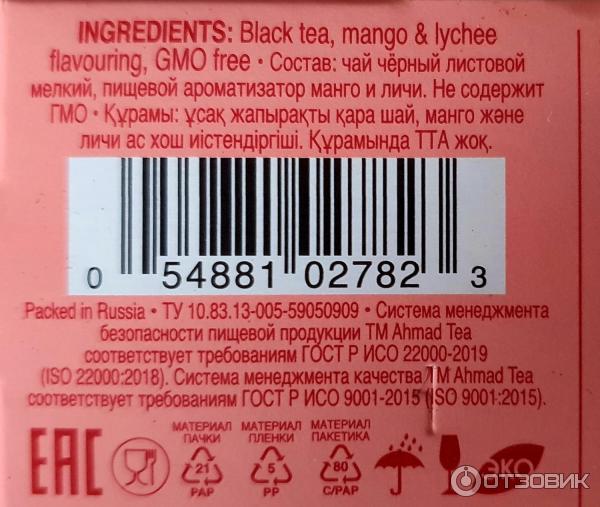 INGREDIENTS: Black tea, mango & lychee
flavouring, GMO free • Состав: чай чёрный листовой
мелкий, пищевой ароматизатор манго и личи. Не содержит
ГМО • Құрамы: ұсақ жапырақты қара шай, манго және
личи ас хош иістендіргіші. Құрамында ТТА жоқ.
0 54881 02782 3
Packed in Russia • ТУ 10.83.13-005-59050909 • Система менеджмента
безопасности пищевой продукции ТМ Ahmad Tea
соответствует требованиям ГОСТ Р ИСО 22000-2019
(ISO 22000:2018). Система менеджмента качества ТМ Ahmad Tea
соответствует требованиям ГОСТ Р ИСО 9001-2015 (ISO 9001:2015).
EAC
МАТЕРИАЛ ПАЧКИ
21
PAP
МАТЕРИАЛ ПЛЕНКИ
5
PP
МАТЕРИАЛ ПАКЕТИКА
80
C/PAP
ЭКО
ОТЗОВИК